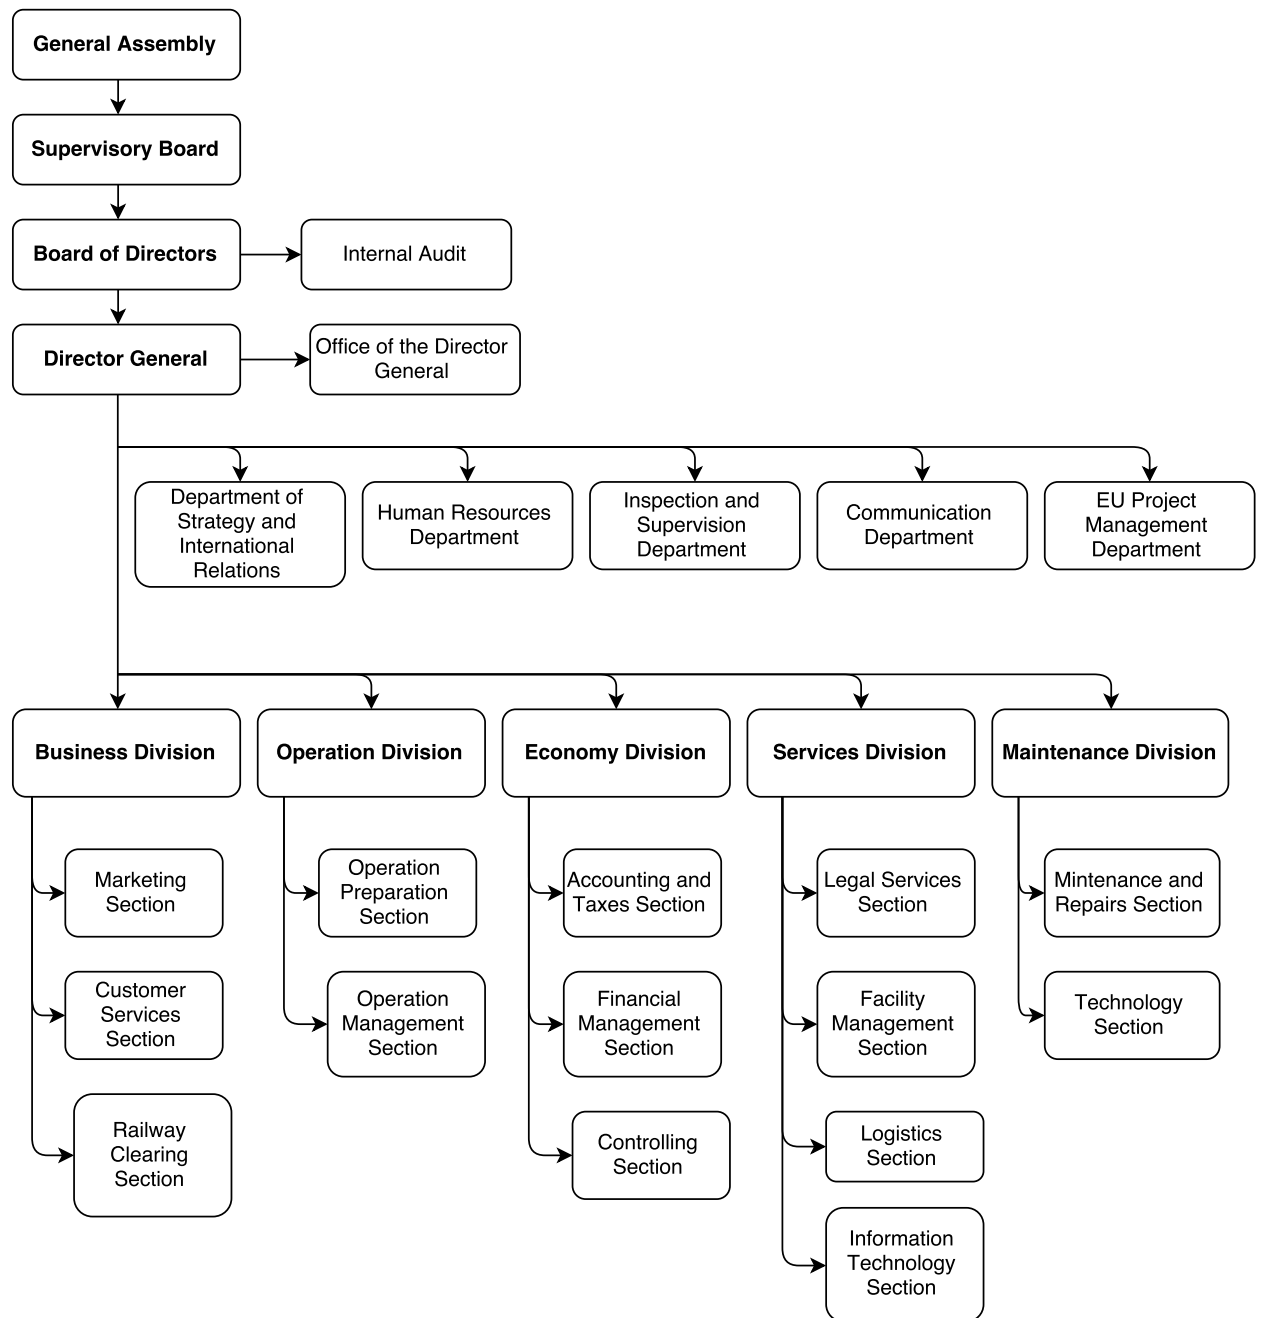 General Assembly
Supervisory Board
Board of Directors
Internal Audit
Director General
Office of the Director
General
Department of
Strategy and
International
Relations
Human Resources
Department
Inspection and
Supervision
Department
Communication
Department
EU Project
Management
Department
Business Division
Operation Division
Economy Division
Services Division
Maintenance Division
Marketing
Section
Customer
Services
Section
Railway
Clearing
Section
Operation
Preparation
Section
Operation
Management
Section
Accounting and
Taxes Section
Financial
Management
Section
Controlling
Section
Legal Services
Section
Facility
Management
Section
Logistics
Section
Information
Technology
Section
Mintenance and
Repairs Section
Technology
Section